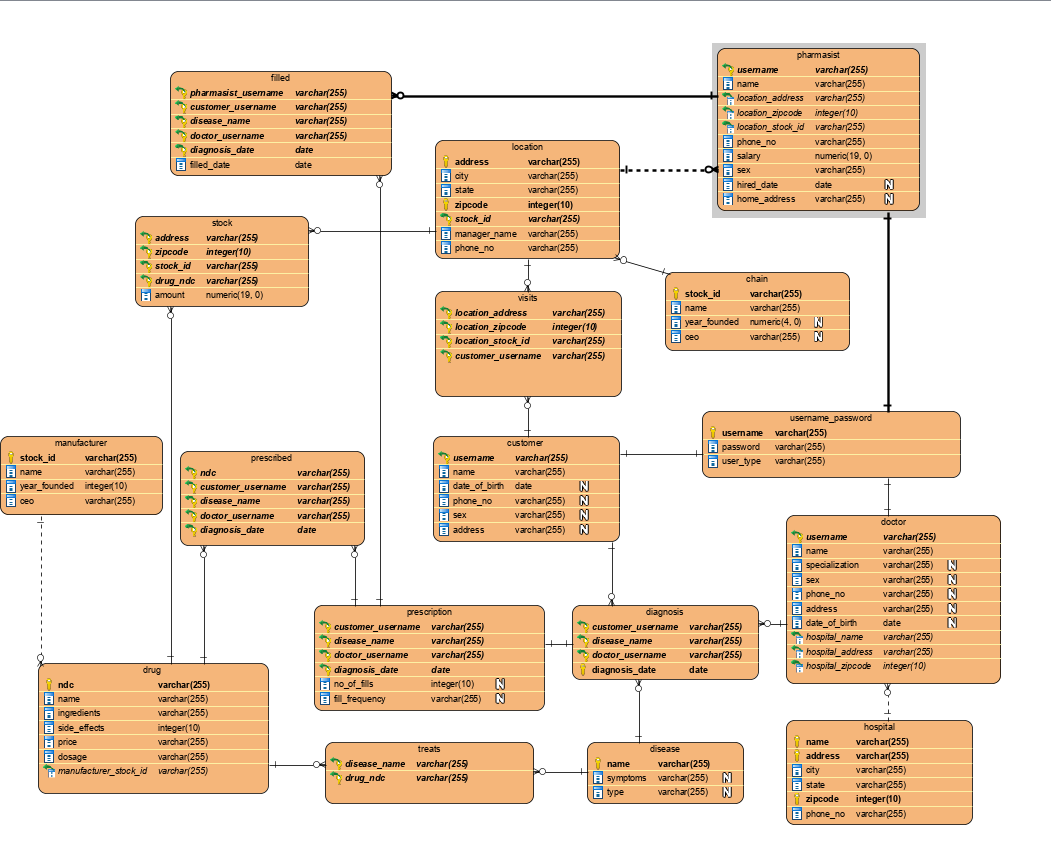 pharmasist
username varchar(255)
name varchar(255)
location_address varchar(255)
location_zipcode integer(10)
location_stock_id varchar(255)
phone_no varchar(255)
salary numeric(19, 0)
sex varchar(255)
hired_date date N
home_address varchar(255) N
filled
pharmasist_username varchar(255)
customer_username varchar(255)
disease_name varchar(255)
doctor_username varchar(255)
diagnosis_date date
filled_date date
location
address varchar(255)
city varchar(255)
state varchar(255)
zipcode integer(10)
stock_id varchar(255)
manager_name varchar(255)
phone_no varchar(255)
stock
address varchar(255)
zipcode integer(10)
stock_id varchar(255)
drug_ndc varchar(255)
amount numeric(19, 0)
chain
stock_id varchar(255)
name varchar(255)
year_founded numeric(4, 0) N
ceo varchar(255) N
visits
location_address varchar(255)
location_zipcode integer(10)
location_stock_id varchar(255)
customer_username varchar(255)
username_password
username varchar(255)
password varchar(255)
user_type varchar(255)
manufacturer
stock_id varchar(255)
name varchar(255)
year_founded integer(10)
ceo varchar(255)
prescribed
ndc varchar(255)
customer_username varchar(255)
disease_name varchar(255)
doctor_username varchar(255)
diagnosis_date date
customer
username varchar(255)
name varchar(255)
date_of_birth date N
phone_no varchar(255) N
sex varchar(255) N
address varchar(255) N
doctor
username varchar(255)
name varchar(255)
specialization varchar(255) N
sex varchar(255) N
phone_no varchar(255) N
address varchar(255) N
date_of_birth date N
hospital_name varchar(255)
hospital_address varchar(255)
hospital_zipcode integer(10)
prescription
customer_username varchar(255)
disease_name varchar(255)
doctor_username varchar(255)
diagnosis_date date
no_of_fills integer(10) N
fill_frequency varchar(255) N
diagnosis
customer_username varchar(255)
disease_name varchar(255)
doctor_username varchar(255)
diagnosis_date date
drug
ndc varchar(255)
name varchar(255)
ingredients varchar(255)
side_effects integer(10)
price varchar(255)
dosage varchar(255)
manufacturer_stock_id varchar(255)
treats
disease_name varchar(255)
drug_ndc varchar(255)
disease
name varchar(255)
symptoms varchar(255) N
type varchar(255) N
hospital
name varchar(255)
address varchar(255)
city varchar(255)
state varchar(255)
zipcode integer(10)
phone_no varchar(255)